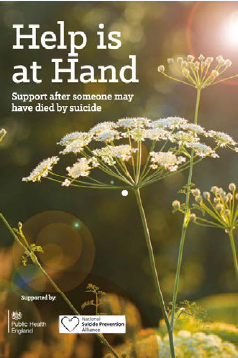 Help is
at Hand
Support after someone may
have died by suicide
Supported by:
Public Health
England
National
Suicide Prevention
Alliance